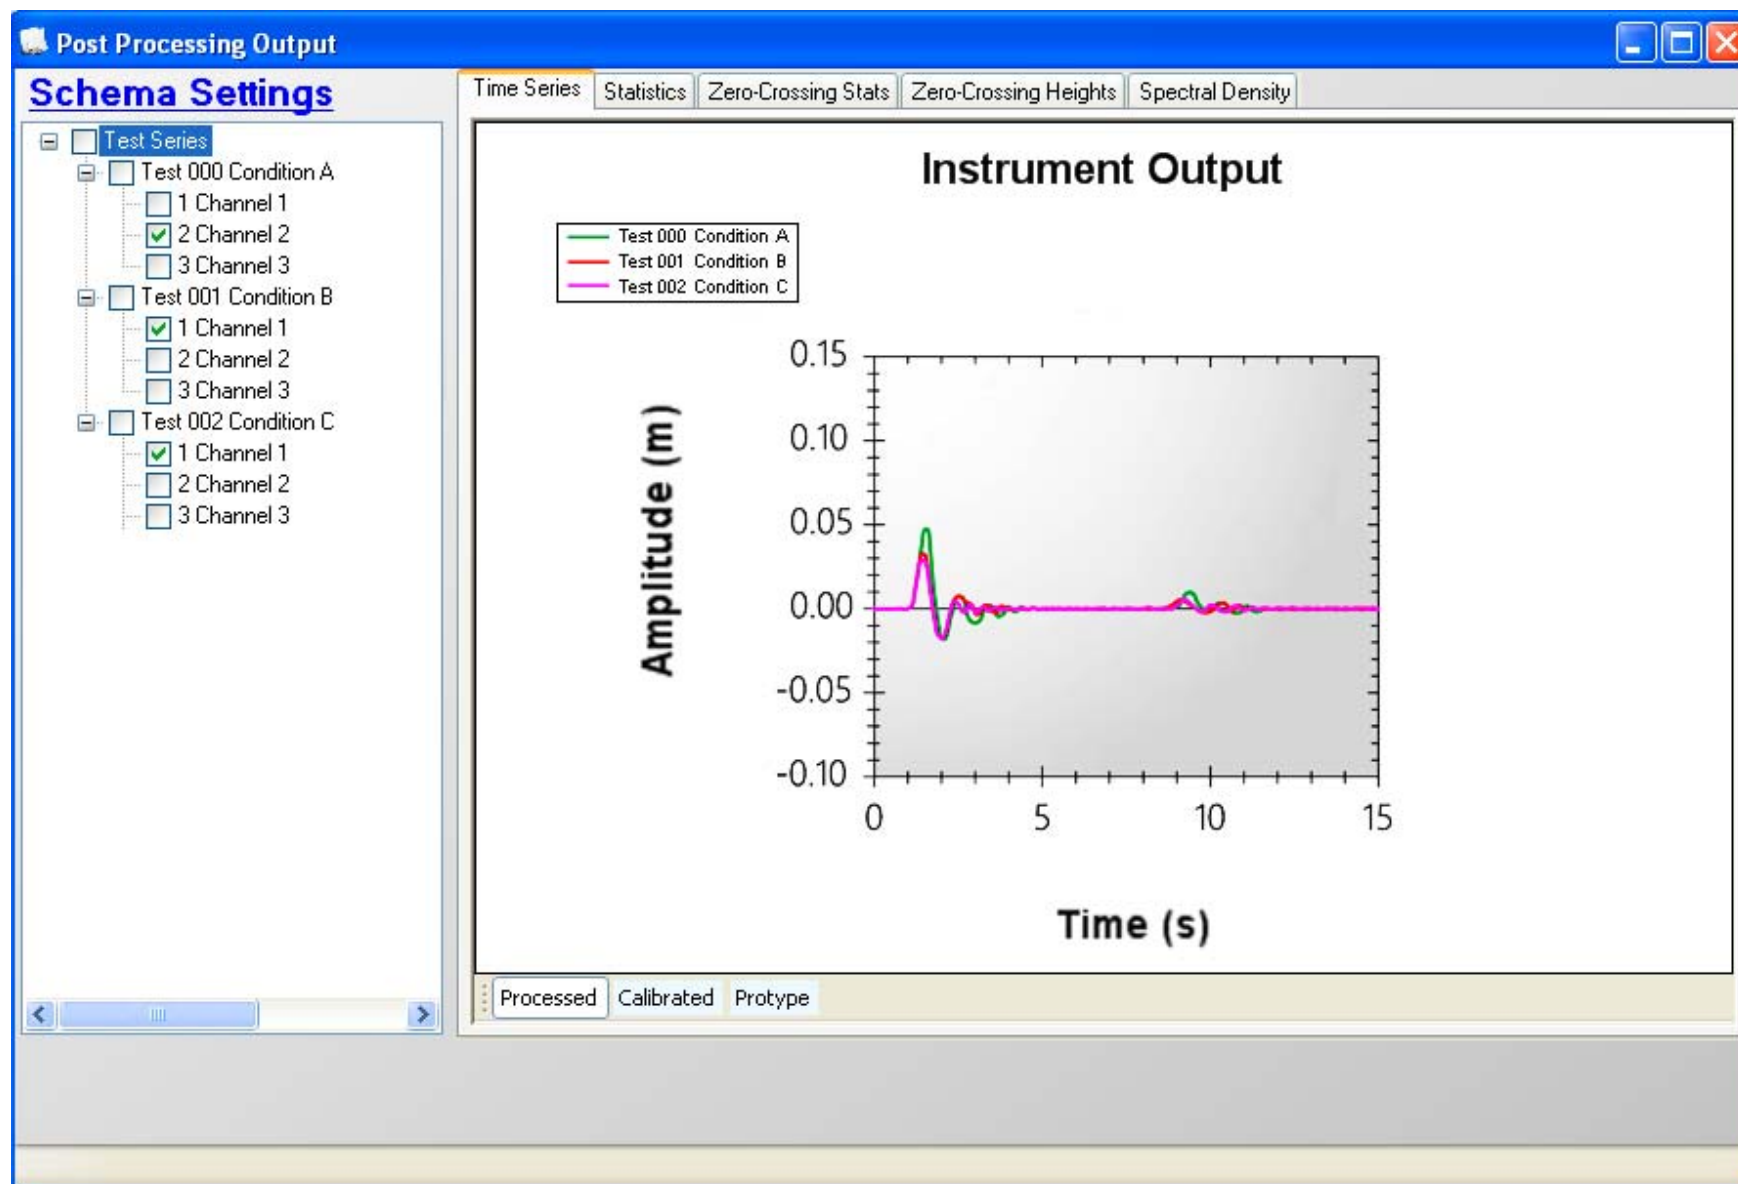 Post Processing Output
Schema Settings
Test Series
Test 000 Condition A
1 Channel 1
2 Channel 2
3 Channel 3
Test 001 Condition B
1 Channel 1
2 Channel 2
3 Channel 3
Test 002 Condition C
1 Channel 1
2 Channel 2
3 Channel 3
Time Series Statistics Zero-Crossing Stats Zero-Crossing Heights Spectral Density
Instrument Output
Test 000 Condition A
Test 001 Condition B
Test 002 Condition C
Amplitude (m)
0.15
0.10
0.05
0.00
-0.05
-0.10
0 5 10 15
Time (s)
Processed Calibrated Protype